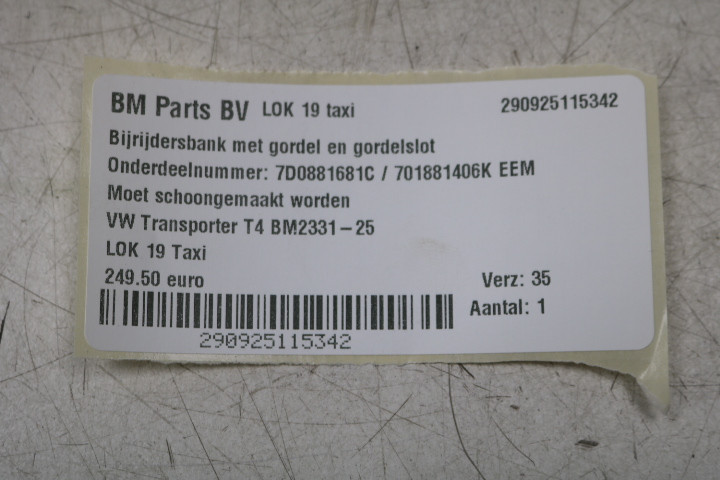 BM Parts BV LOK 19 taxi 290925115342
Bijrijdersbank met gordel en gordelslot
Onderdeelnummer: 7D0881681C / 701881406K EEM
Moet schoongemaakt worden
VW Transporter T4 BM2331-25
LOK 19 Taxi
249.50 euro Verz: 35
Aantal: 1
290925115342